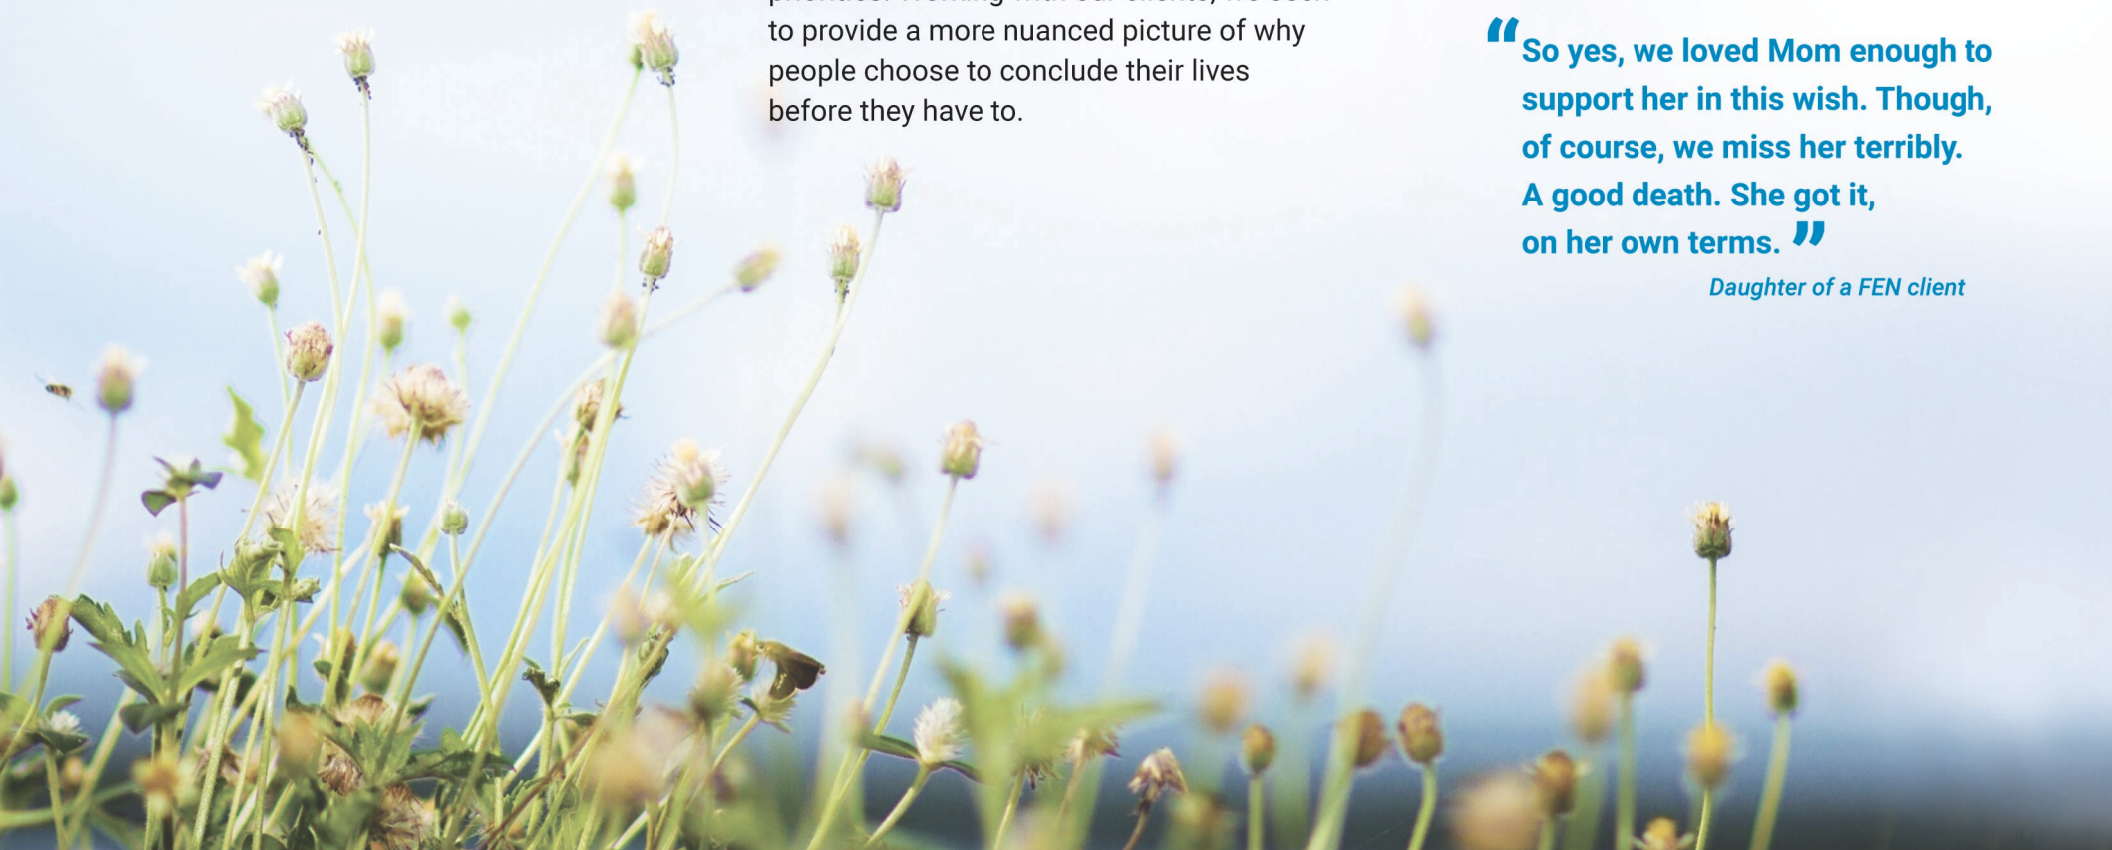 to provide a more nuanced picture of why
people choose to conclude their lives
before they have to.
“So yes, we loved Mom enough to
support her in this wish. Though,
of course, we miss her terribly.
A good death. She got it,
on her own terms.”
Daughter of a FEN client